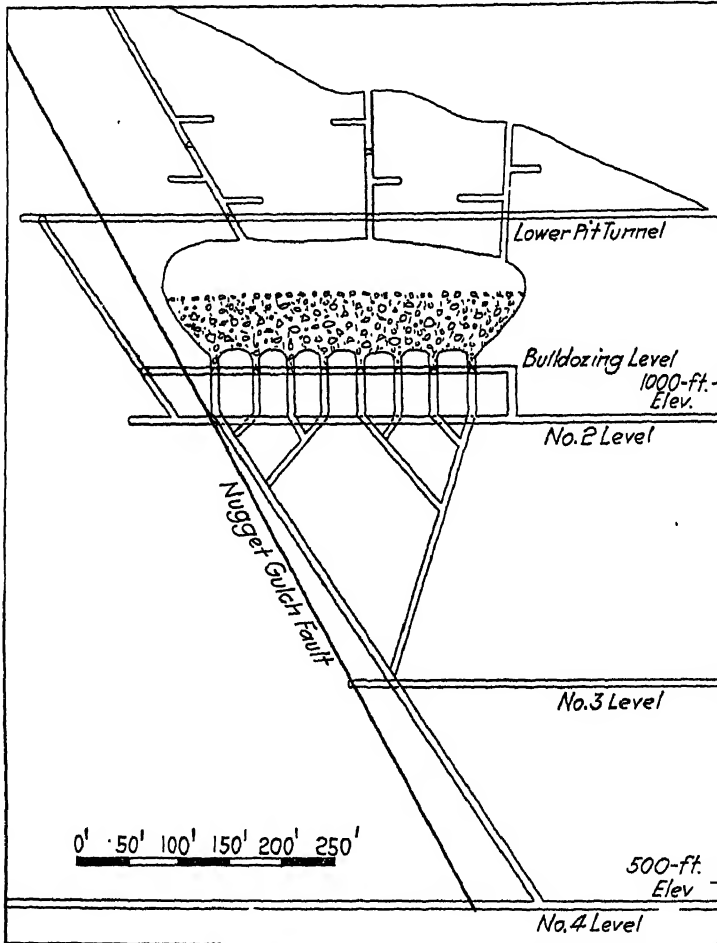 Lower Pit Tunnel
Bulldozing Level
1000-ft.
Elev.
No. 2 Level
Nugget Gulch Fault
No. 3 Level
0' 50' 100' 150' 200' 250'
500-ft.
Elev
No. 4 Level